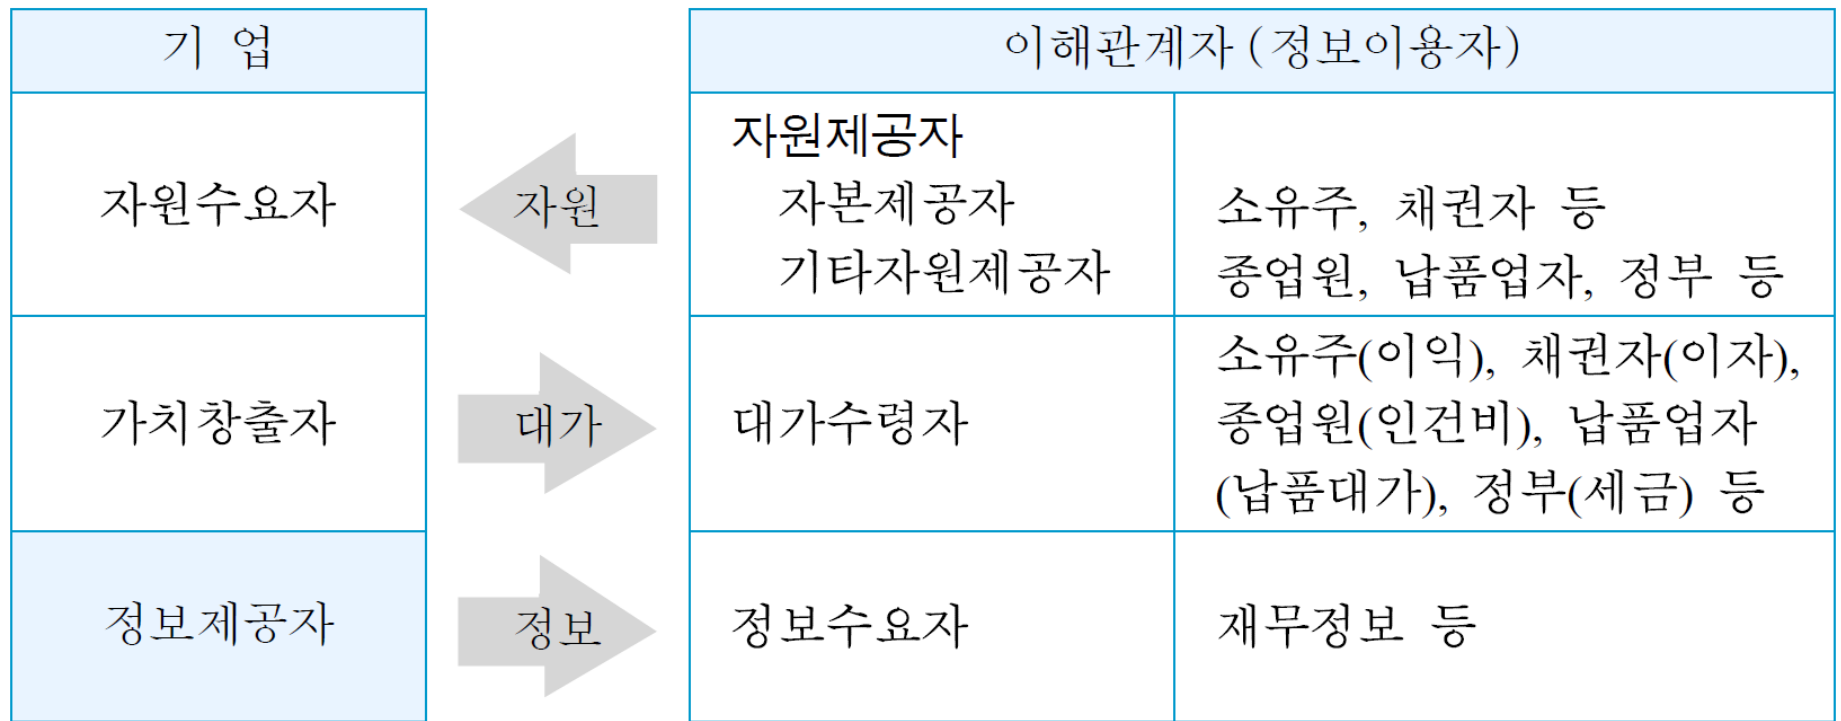 기 업
이해관계자 (정보이용자)
자원수요자
자원
자원제공자
자본제공자
기타자원제공자
소유주, 채권자 등
종업원, 납품업자, 정부 등
가치창출자
대가
대가수령자
소유주(이익), 채권자(이자),
종업원(인건비), 납품업자
(납품대가), 정부(세금) 등
정보제공자
정보
정보수요자
재무정보 등